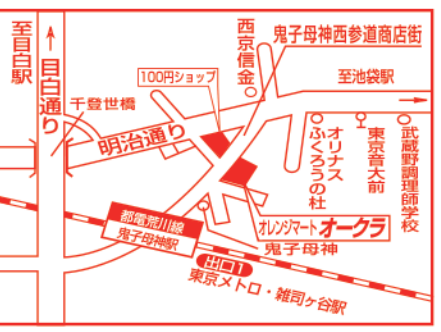 至目白駅
目白通り
千登世橋
明治通り
100円ショップ
西京信金
鬼子母神西参道商店街
至池袋駅
オリナス
ふくろうの杜
東京音大前
武蔵野調理師学校
オレンジマート オークラ
鬼子母神
都電荒川線
鬼子母神駅
出口1
東京メトロ・雑司ヶ谷駅